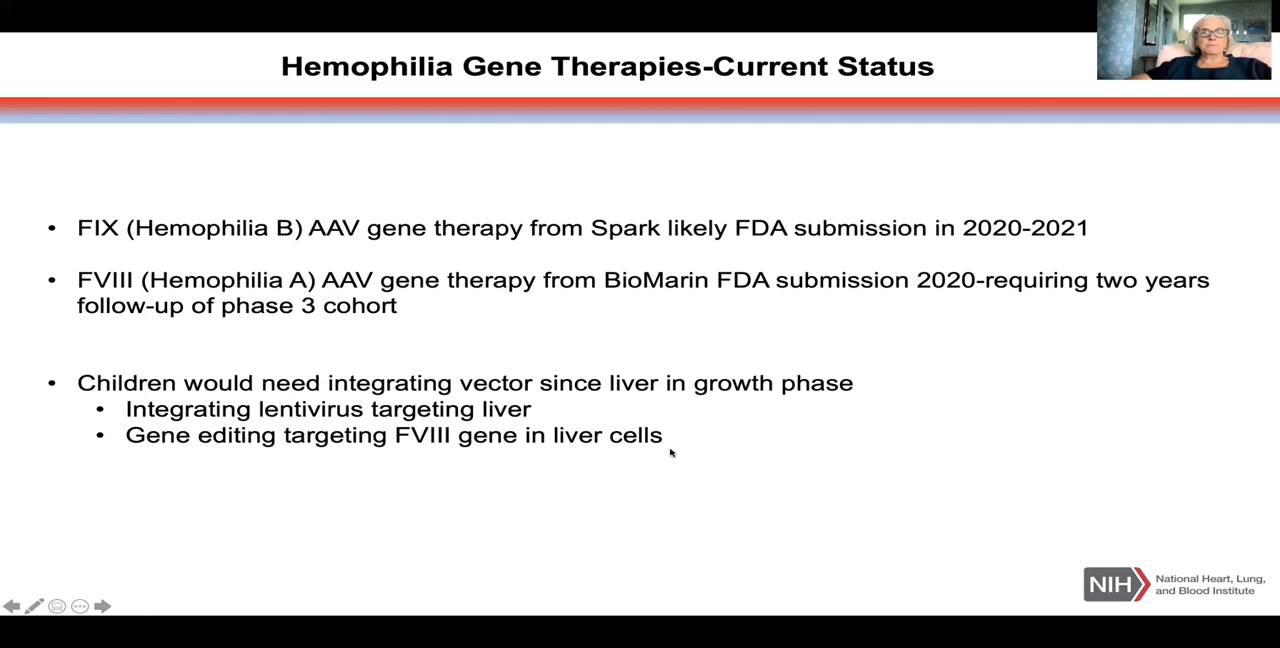 Hemophilia Gene Therapies-Current Status
• FIX (Hemophilia B) AAV gene therapy from Spark likely FDA submission in 2020-2021
• FVIII (Hemophilia A) AAV gene therapy from BioMarin FDA submission 2020-requiring two years
follow-up of phase 3 cohort
• Children would need integrating vector since liver in growth phase
• Integrating lentivirus targeting liver
• Gene editing targeting FVIII gene in liver cells
NIH
National Heart, Lung,
and Blood Institute